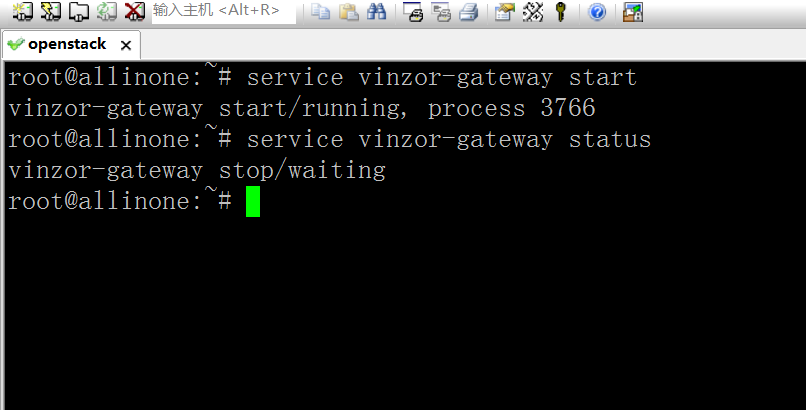 输入主机 <Alt+R>
openstack
root@allinone:~# service vinzor-gateway start
vinzor-gateway start/running, process 3766
root@allinone:~# service vinzor-gateway status
vinzor-gateway stop/waiting
root@allinone:~#